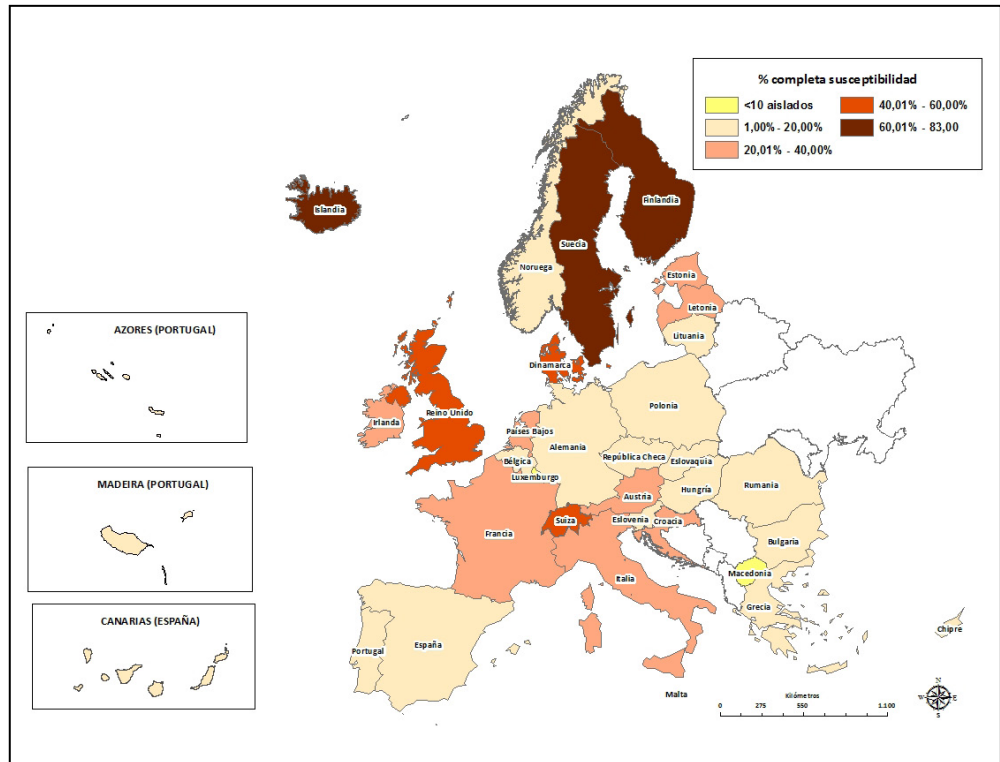 % completa susceptibilidad
<10 aislados
40,01% - 60,00%
1,00% - 20,00%
60,01% - 83,00
20,01% - 40,00%
Islandia
Finlandia
Suecia
Noruega
Estonia
Letonia
Lituania
AZORES (PORTUGAL)
Dinamarca
Reino Unido
Irlanda
Polonia
Países Bajos
Alemania
Bélgica
República Checa
Eslovaquia
Luxemburgo
MADEIRA (PORTUGAL)
Austria
Hungría
Rumania
Suiza
Eslovenia
Croacia
Francia
Bulgaria
Italia
Macedonia
Grecia
CANARIAS (ESPAÑA)
Chipre
Portugal
España
Malta
Kilómetros
0 275 550 1.100
N
W E
S